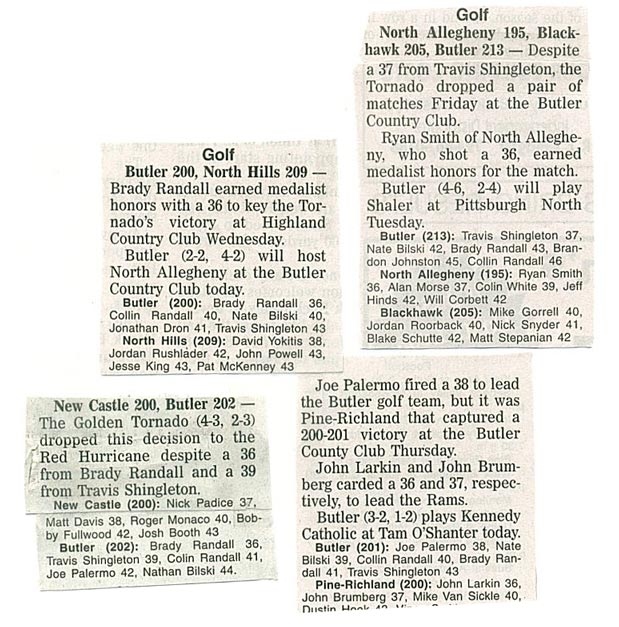 Golf
Butler 200, North Hills 209 —
Brady Randall earned medalist
honors with a 36 to key the Tor-
nado's victory at Highland
Country Club Wednesday.
Butler (2-2, 4-2) will host
North Allegheny at the Butler
Country Club today.
Butler (200): Brady Randall 36,
Collin Randall 40, Nate Bilski 40,
Jonathan Dron 41, Travis Shingleton 43
North Hills (209): David Yokitis 38,
Jordan Rushlader 42, John Powell 43,
Jesse King 43, Pat McKenney 43
Golf
North Allegheny 195, Black-
hawk 205, Butler 213 — Despite
a 37 from Travis Shingleton, the
Tornado dropped a pair of
matches Friday at the Butler
Country Club.
Ryan Smith of North Alleghe-
ny, who shot a 36, earned
medalist honors for the match.
Butler (4-6, 2-4) will play
Shaler at Pittsburgh North
Tuesday.
Butler (213): Travis Shingleton 37,
Nate Bilski 42, Brady Randall 43, Bran-
don Johnston 45, Collin Randall 46
North Allegheny (195): Ryan Smith
36, Alan Morse 37, Colin White 39, Jeff
Hinds 42, Will Corbett 42
Blackhawk (205): Mike Gorrell 40,
Jordan Roorback 40, Nick Snyder 41,
Blake Schutte 42, Matt Stepanian 42
New Castle 200, Butler 202 —
The Golden Tornado (4-3, 2-3)
dropped this decision to the
Red Hurricane despite a 36
from Brady Randall and a 39
from Travis Shingleton.
New Castle (200): Nick Padice 37,
Matt Davis 38, Roger Monaco 40, Bob-
by Fullwood 42, Josh Booth 43
Butler (202): Brady Randall 36,
Travis Shingleton 39, Colin Randall 41,
Joe Palermo 42, Nathan Bilski 44.
Joe Palermo fired a 38 to lead
the Butler golf team, but it was
Pine-Richland that captured a
200-201 victory at the Butler
County Club Thursday.
John Larkin and John Brum-
berg carded a 36 and 37, respec-
tively, to lead the Rams.
Butler (3-2, 1-2) plays Kennedy
Catholic at Tam O'Shanter today.
Butler (201): Joe Palermo 38, Nate
Bilski 39, Collin Randall 40, Brady Ran-
dall 41, Travis Shingleton 43
Pine-Richland (200): John Larkin 36,
John Brumberg 37, Mike Van Sickle 40,
Dustin Hook 42